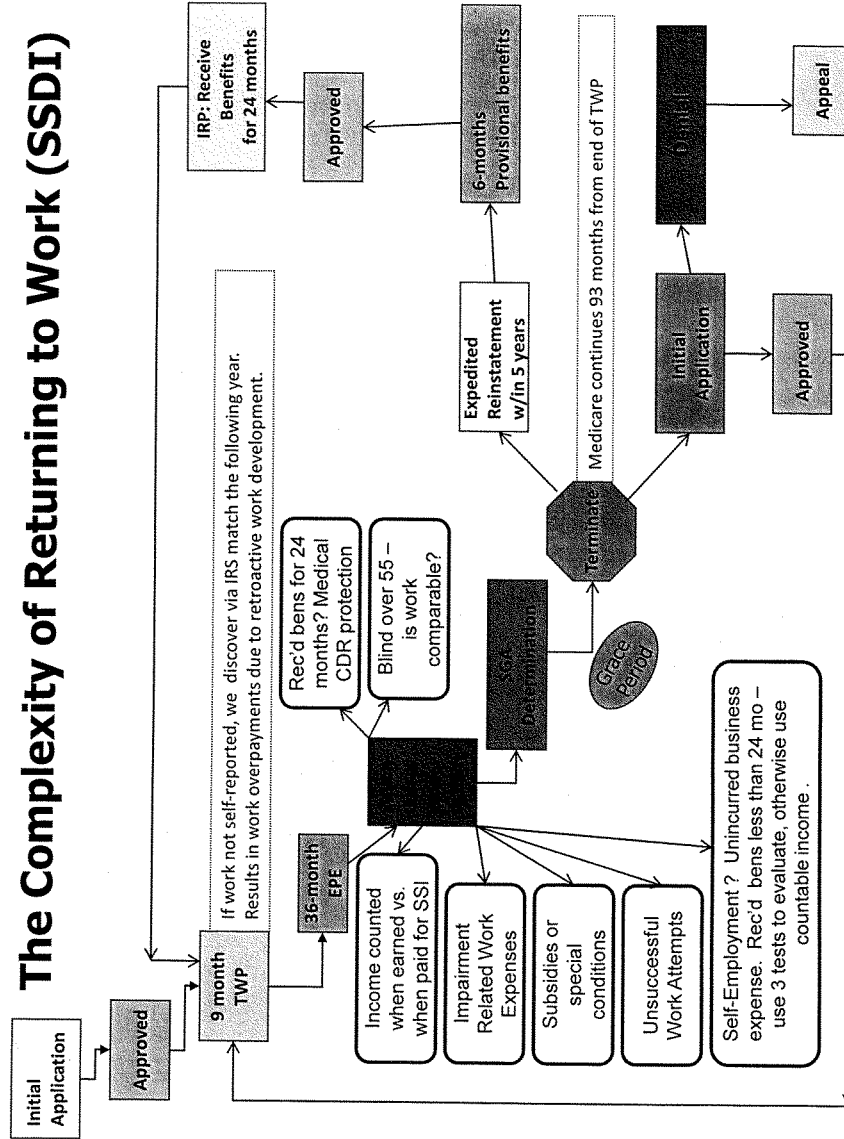 The Complexity of Returning to Work (SSDI)
Initial
Application
Approved
9 month
TWP
If work not self-reported, we discover via IRS match the following year.
Results in work overpayments due to retroactive work development.
IRP: Receive
Benefits
for 24 months
Approved
6-months
Provisional benefits
36-month
EPE
Rec'd bens for 24
months? Medical
CDR protection
Blind over 55 –
is work
comparable?
Income counted
when earned vs.
when paid for SSI
Impairment
Related Work
Expenses
Subsidies or
special
conditions
Unsuccessful
Work Attempts
Self-Employment ? Unincurred business
expense. Rec'd bens less than 24 mo –
use 3 tests to evaluate, otherwise use
countable income .
SGA
Determination
Grace
Period
Terminate
Expedited
Reinstatement
w/in 5 years
Medicare continues 93 months from end of TWP
Initial
Application
Denial
Approved
Appeal